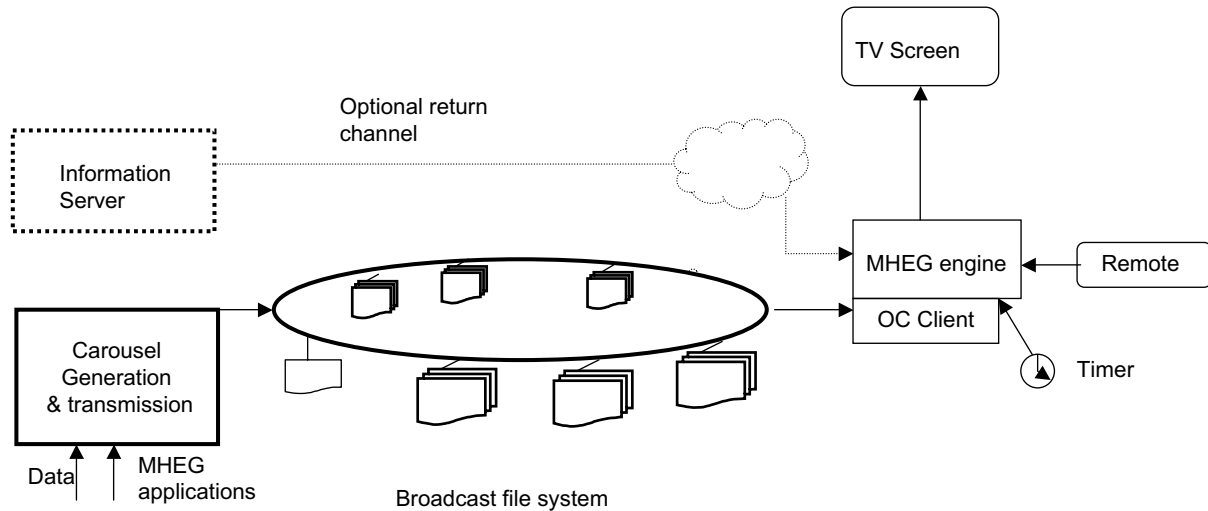 TV Screen
Optional return
channel
Information
Server
MHEG engine
Remote
OC Client
Carousel
Generation
& transmission
Timer
Data
MHEG
applications
Broadcast file system